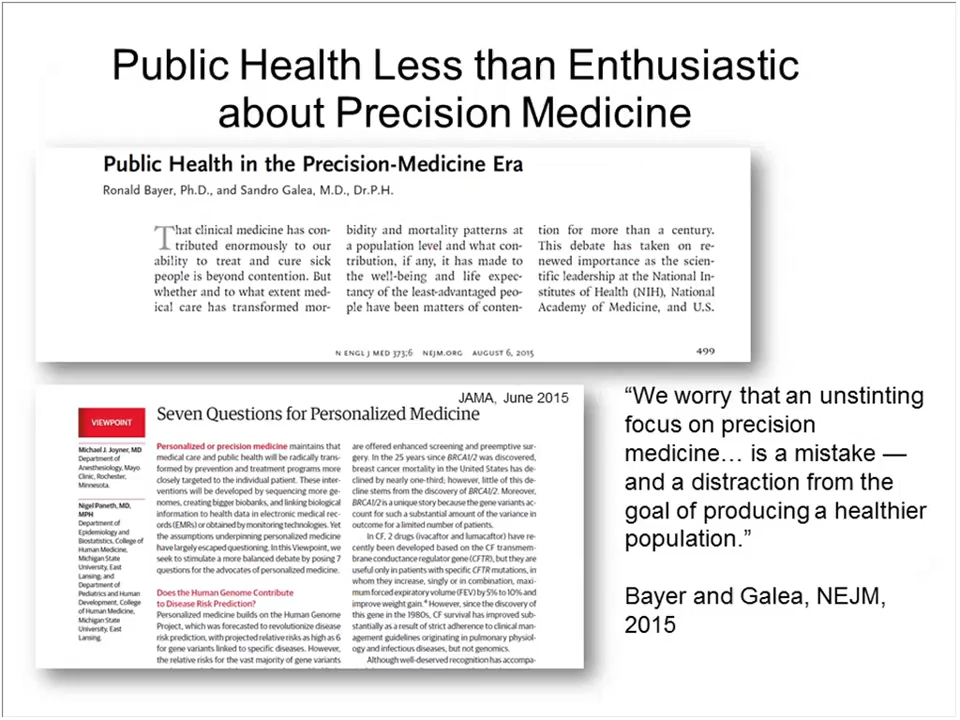 Public Health Less than Enthusiastic
about Precision Medicine
Public Health in the Precision-Medicine Era
Ronald Bayer, Ph.D., and Sandro Galea, M.D., Dr.P.H.
That clinical medicine has con-
tributed enormously to our
ability to treat and cure sick
people is beyond contention. But
whether and to what extent med-
ical care has transformed mor-
bidity and mortality patterns at
a population level and what con-
tribution, if any, it has made to
the well-being and life expec-
tancy of the least-advantaged peo-
ple have been matters of conten-
tion for more than a century.
This debate has taken on re-
newed importance as the scien-
tific leadership at the National In-
stitutes of Health (NIH), National
Academy of Medicine, and U.S.
N ENGL J MED 373;6 NEJM.ORG AUGUST 6, 2015
499
JAMA, June 2015
VIEWPOINT
Seven Questions for Personalized Medicine
Michael J. Joyner, MD
Department of
Anesthesiology, Mayo
Clinic, Rochester,
Minnesota.
Nigel Paneth, MD,
MPH
Department of
Epidemiology and
Biostatistics, College of
Human Medicine,
Michigan State
University, East
Lansing, and
Department of
Pediatrics and Human
Development, College
of Human Medicine,
Michigan State
University, East
Lansing.
Personalized or precision medicine maintains that
medical care and public health will be radically trans-
formed by prevention and treatment programs more
closely targeted to the individual patient. These inter-
ventions will be developed by sequencing more ge-
nomes, creating bigger biobanks, and linking biological
information to health data in electronic medical rec-
ords (EMRs) or obtained by monitoring technologies. Yet
the assumptions underpinning personalized medicine
have largely escaped questioning. In this Viewpoint, we
seek to stimulate a more balanced debate by posing 7
questions for the advocates of personalized medicine.
Does the Human Genome Contribute
to Disease Risk Prediction?
Personalized medicine builds on the Human Genome
Project, which was forecasted to revolutionize disease
risk prediction, with projected relative risks as high as 6
for gene variants linked to specific diseases. However,
the relative risks for the vast majority of gene variants
are offered enhanced screening and preemptive sur-
gery. In the 25 years since BRCA1/2 was discovered,
breast cancer mortality in the United States has de-
clined by nearly one-third; however, little of this de-
cline stems from the discovery of BRCA1/2. Moreover,
BRCA1/2 is a unique story because the gene variants ac-
count for such a substantial amount of the variance in
outcome for a limited number of patients.
In CF, 2 drugs (ivacaftor and lumacaftor) have re-
cently been developed based on the CF transmem-
brane conductance regulator gene (CFTR), but they are
useful only in patients with specific CFTR mutations, in
whom they increase, singly or in combination, maxi-
mum forced expiratory volume (FEV) by 5% to 10% and
improve weight gain.4 However, since the discovery of
this gene in the 1980s, CF survival has improved sub-
stantially as a result of strict adherence to clinical man-
agement guidelines originating in pulmonary physiol-
ogy and infectious diseases, but not genomics.
Although well-deserved recognition has accompa-
“We worry that an unstinting
focus on precision
medicine… is a mistake —
and a distraction from the
goal of producing a healthier
population.”
Bayer and Galea, NEJM,
2015